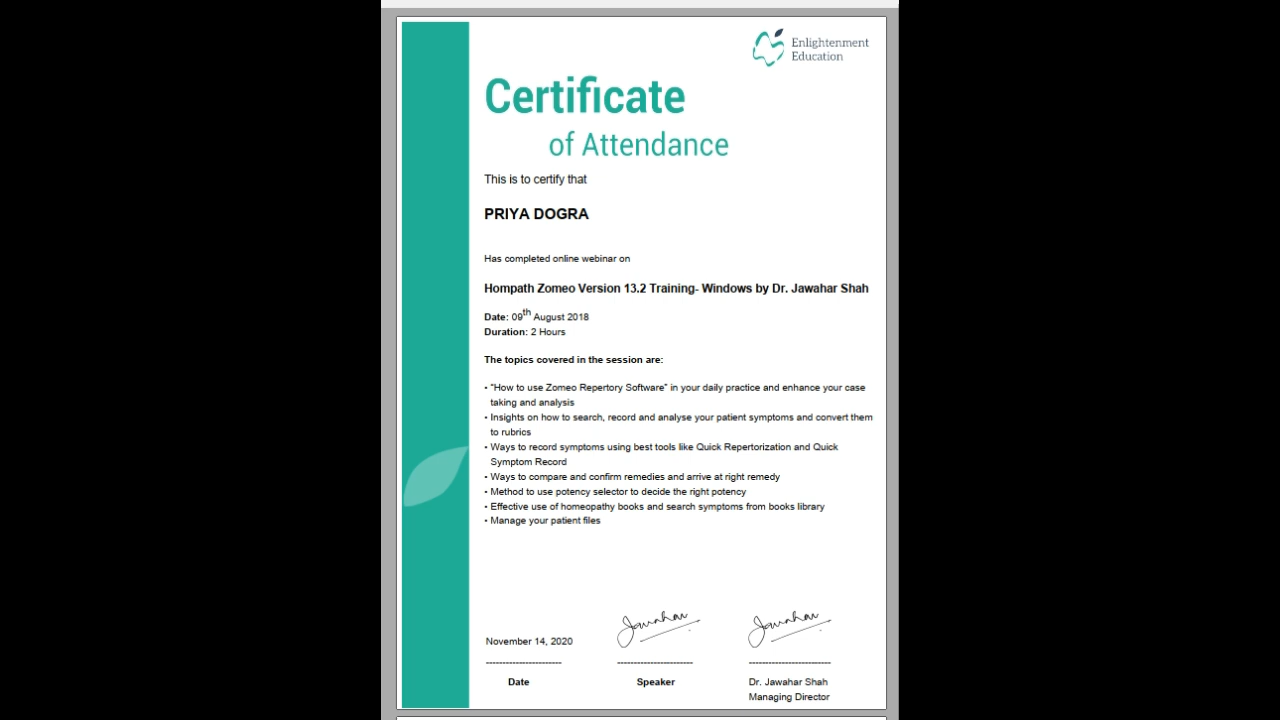 Enlightenment
Education
Certificate
of Attendance
This is to certify that
PRIYA DOGRA
Has completed online webinar on
Hompath Zomeo Version 13.2 Training- Windows by Dr. Jawahar Shah
Date: 09th August 2018
Duration: 2 Hours
The topics covered in the session are:
• "How to use Zomeo Repertory Software" in your daily practice and enhance your case
taking and analysis
• Insights on how to search, record and analyse your patient symptoms and convert them
to rubrics
• Ways to record symptoms using best tools like Quick Repertorization and Quick
Symptom Record
• Ways to compare and confirm remedies and arrive at right remedy
• Method to use potency selector to decide the right potency
• Effective use of homeopathy books and search symptoms from books library
• Manage your patient files
Jawahar Jawahar
November 14, 2020
Date Speaker Dr. Jawahar Shah
Managing Director